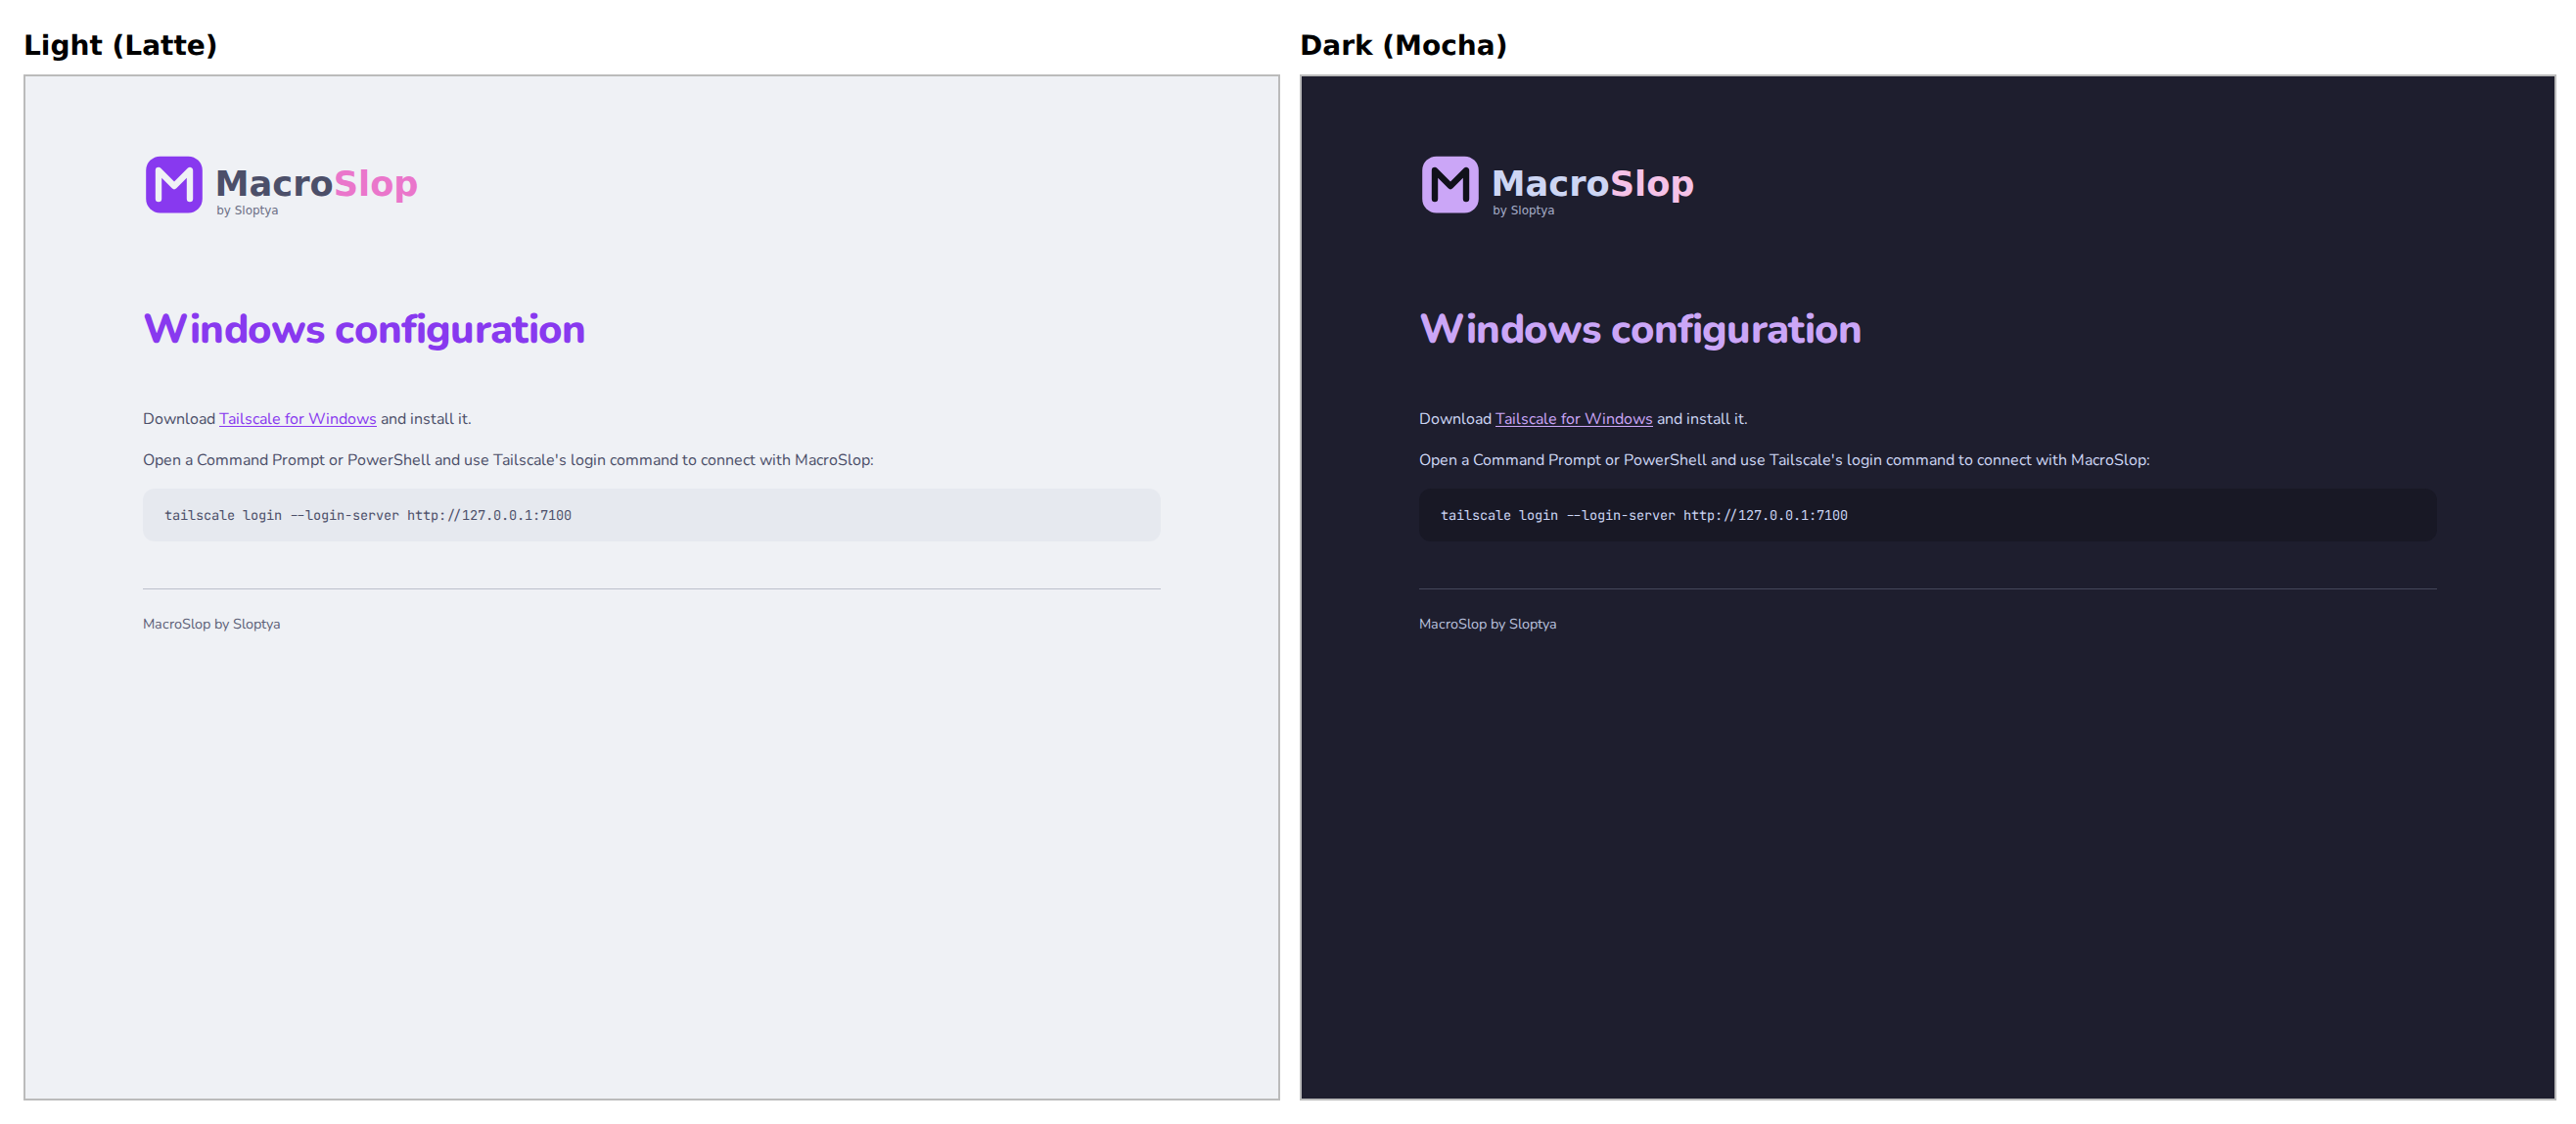 Light (Latte)
MacroSlop
by Sloptya
Windows configuration
Download Tailscale for Windows and install it.
Open a Command Prompt or PowerShell and use Tailscale's login command to connect with MacroSlop:
tailscale login --login-server http://127.0.0.1:7100
MacroSlop by Sloptya
Dark (Mocha)
MacroSlop
by Sloptya
Windows configuration
Download Tailscale for Windows and install it.
Open a Command Prompt or PowerShell and use Tailscale's login command to connect with MacroSlop:
tailscale login --login-server http://127.0.0.1:7100
MacroSlop by Sloptya